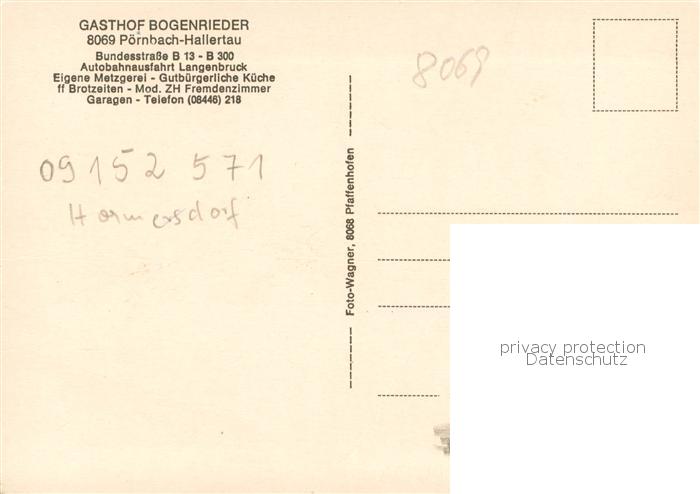 GASTHOF BOGENRIEDER
8069 Pörnbach-Hallertau
Bundesstraße B 13 - B 300
Autobahnausfahrt Langenbruck
Eigene Metzgerei - Gutbürgerliche Küche
ff Brotzeiten - Mod. ZH Fremdenzimmer
Garagen - Telefon (08446) 218
8069
09152 571
Hormersdorf
Foto-Wagner, 8068 Pfaffenhofen
privacy protection
Datenschutz